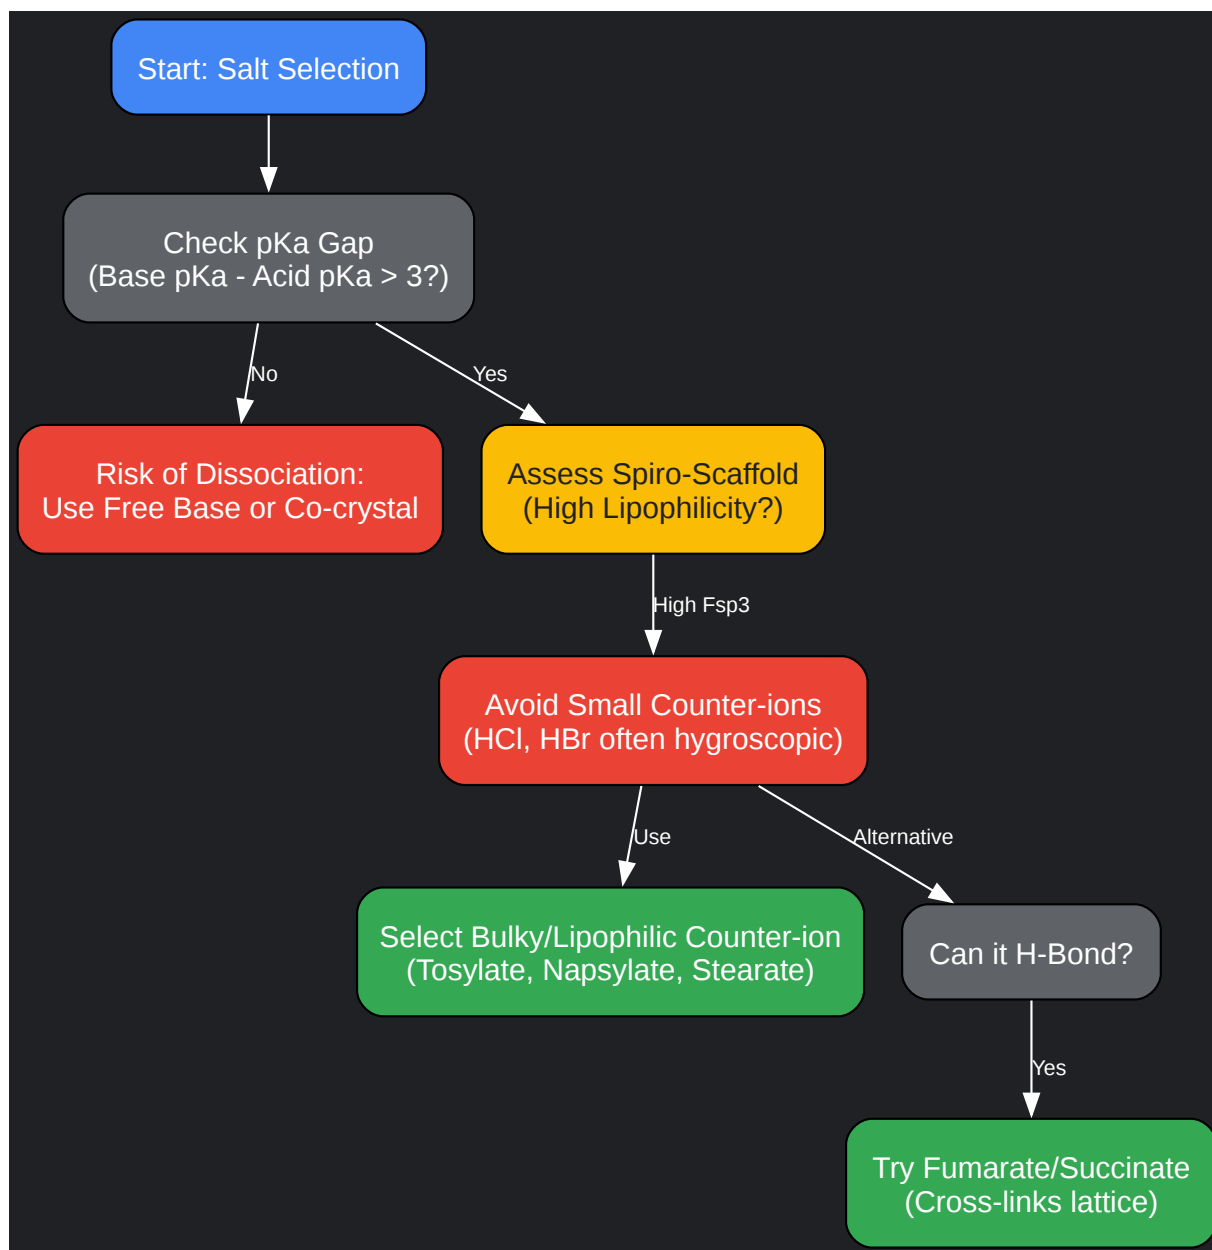 Start: Salt Selection
Check pKa Gap
(Base pKa - Acid pKa > 3?)
No
Yes
Risk of Dissociation:
Use Free Base or Co-crystal
Assess Spiro-Scaffold
(High Lipophilicity?)
High Fsp3
Avoid Small Counter-ions
(HCl, HBr often hygroscopic)
Use
Alternative
Select Bulky/Lipophilic Counter-ion
(Tosylate, Napsylate, Stearate)
Can it H-Bond?
Yes
Try Fumarate/Succinate
(Cross-links lattice)